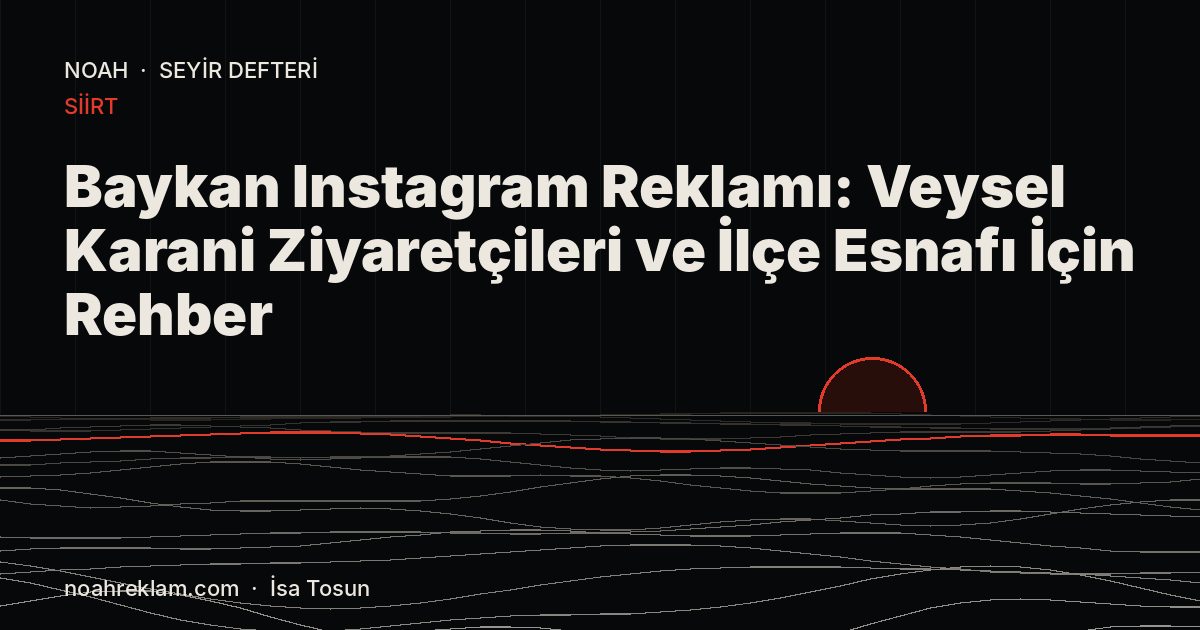 NOAH · SEYİR DEFTERİ
SİİRT
Baykan Instagram Reklamı: Veysel
Karani Ziyaretçileri ve İlçe Esnafı İçin
Rehber
noahreklam.com · İsa Tosun